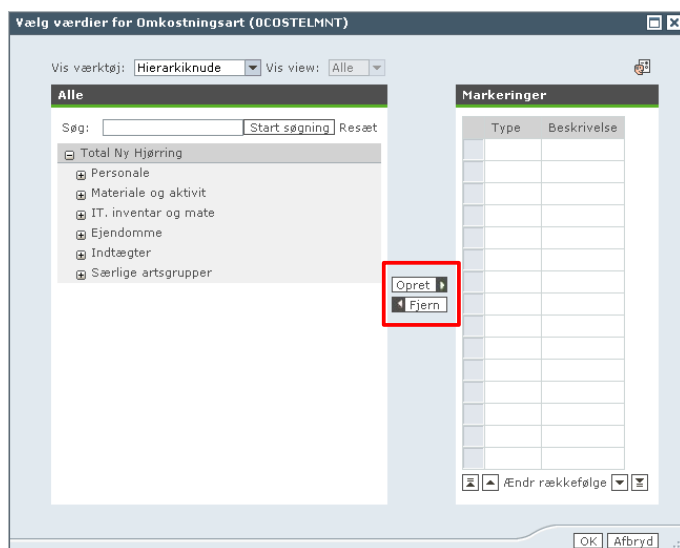 Vælg værdier for Omkostningsart (0COSTELMNT)
Vis værktøj: Hierarkiknude Vis view: Alle
Alle
Søg: Start søgning Resæt
Total Ny Hjørring
Personale
Materiale og aktivit
IT. inventar og mate
Ejendomme
Indtægter
Særlige artsgrupper
Opret
Fjern
Markeringer
Type Beskrivelse
Ændr rækkefølge
OK Afbryd